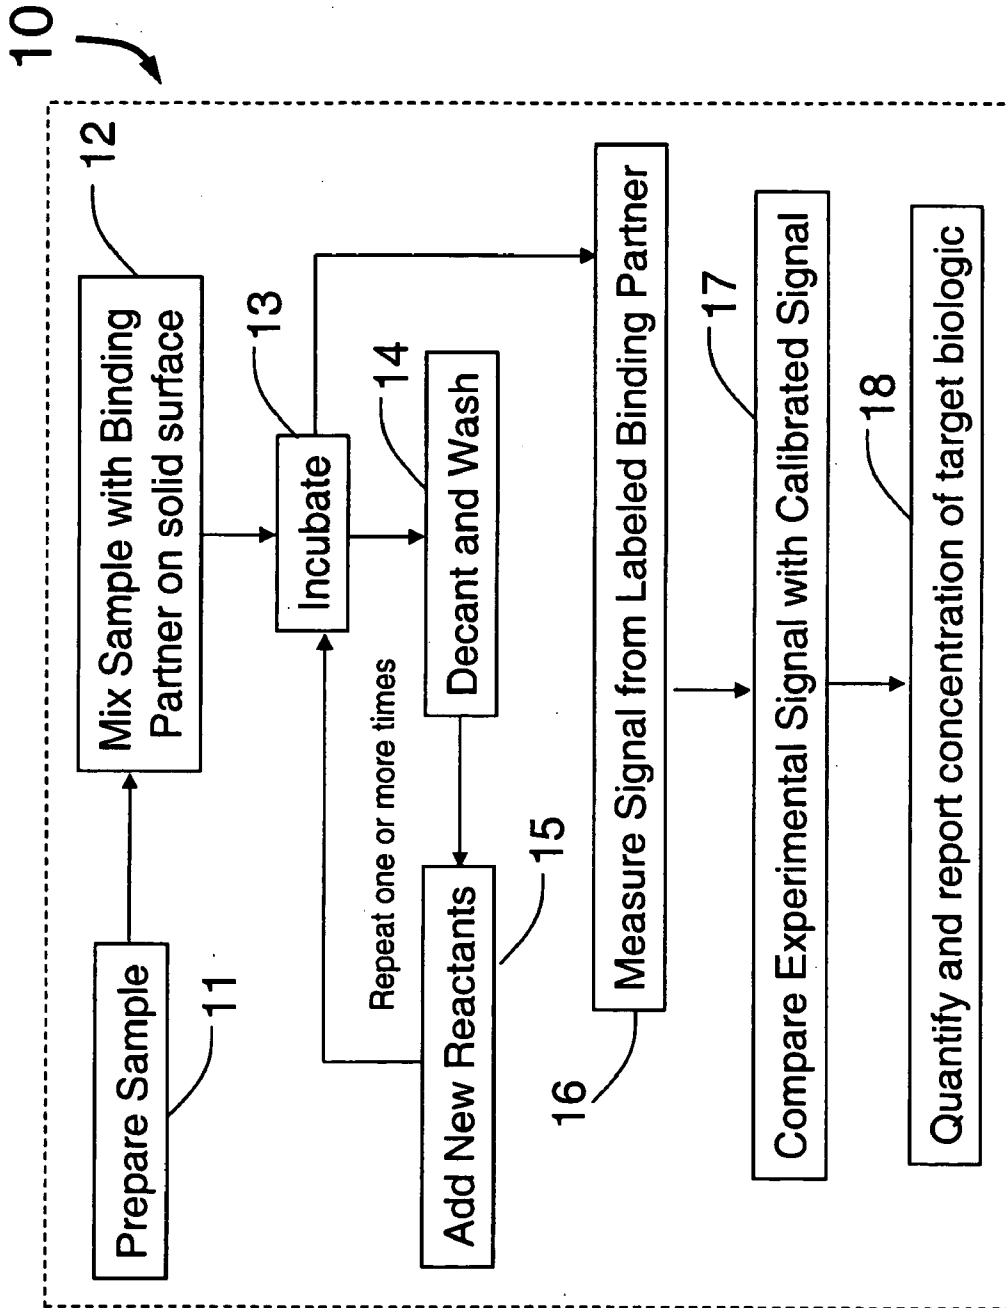 10
Prepare Sample
11
Mix Sample with Binding
Partner on solid surface
12
Incubate
13
Decant and Wash
14
Repeat one or more times
Add New Reactants
15
Measure Signal from Labeled Binding Partner
16
Compare Experimental Signal with Calibrated Signal
17
Quantify and report concentration of target biologic
18